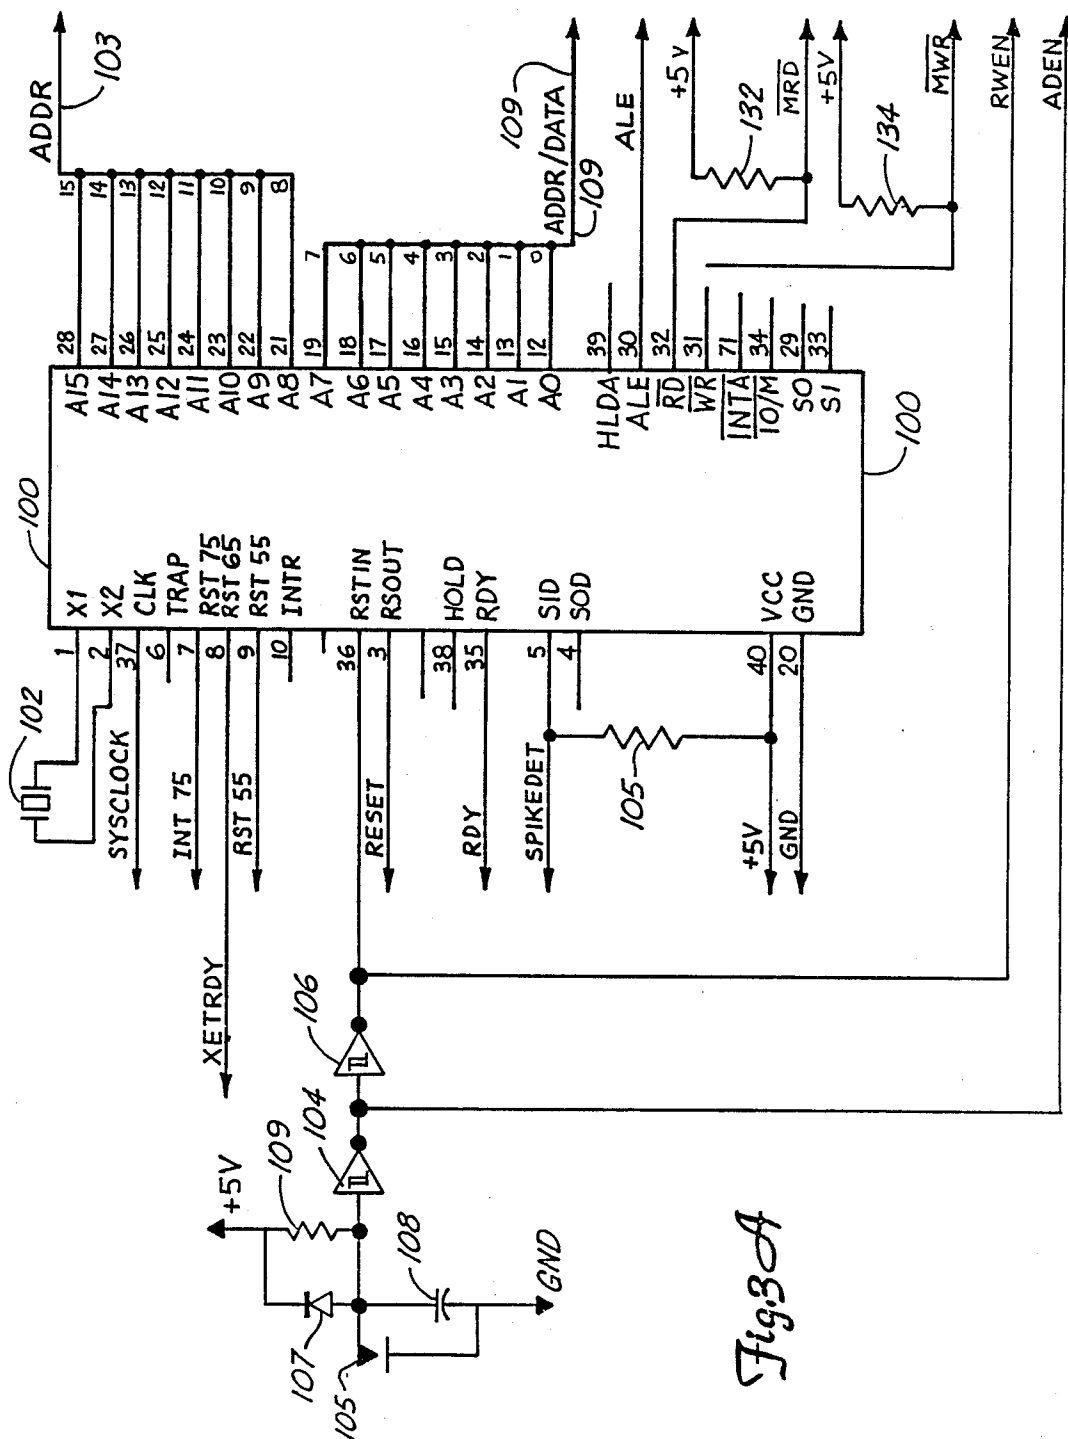 ADDR
103
15
14
13
12
11
10
9
8
28
27
26
25
24
23
22
21
A15
A14
A13
A12
A11
A10
A9
A8
109
ADDR/DATA
109
7
6
5
4
3
2
1
0
19
18
17
16
15
14
13
12
A7
A6
A5
A4
A3
A2
A1
A0
ALE
+5V
132
MRD
+5V
134
MWR
RWEN
ADEN
39
30
32
31
71
34
29
33
HLDA
ALE
RD
WR
INTA
IO/M
SO
S1
100
100
X1
X2
CLK
TRAP
RST 75
RST 65
RST 55
INTR
RSTIN
RSOUT
HOLD
RDY
SID
SOD
VCC
GND
1
2
37
6
7
8
9
10
36
3
38
35
5
4
40
20
102
SYSCLOCK
INT 75
RST 55
XETRDY
RESET
RDY
SPIKEDET
105
+5V
GND
106
104
+5V
109
108
GND
107
105
Fig.3A